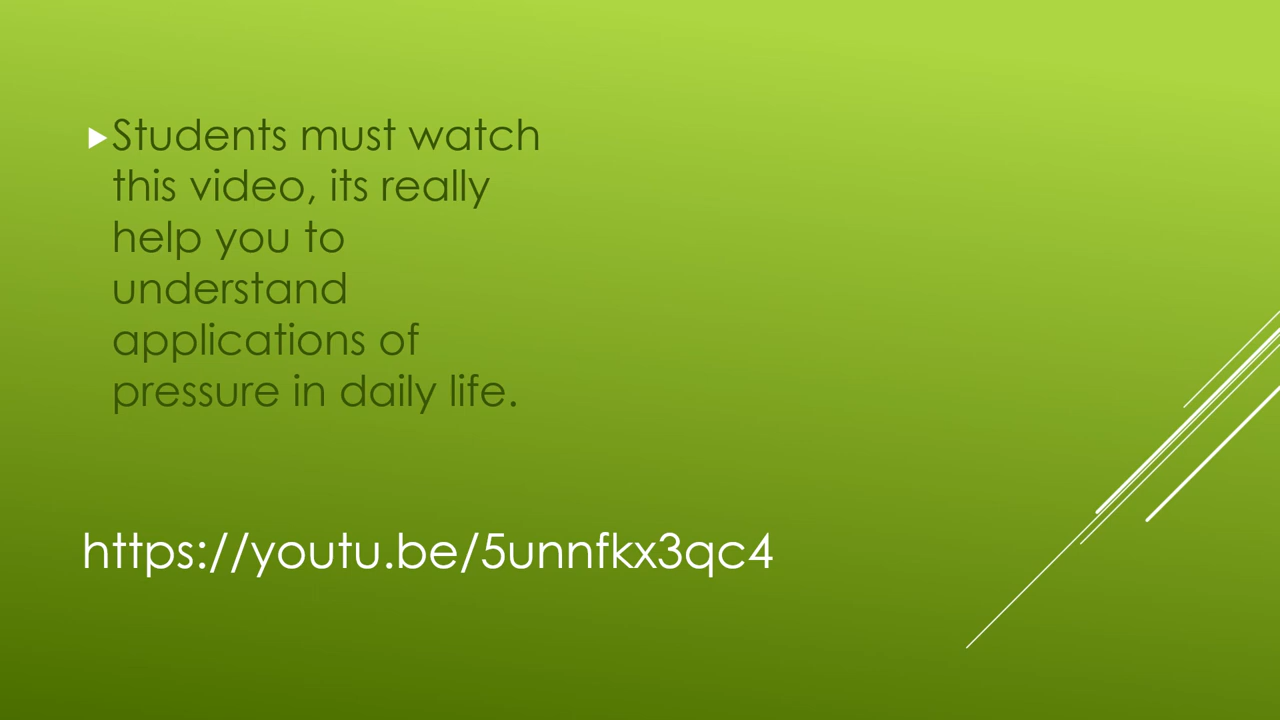 Students must watch
this video, its really
help you to
understand
applications of
pressure in daily life.
https://youtu.be/5unnfkx3qc4